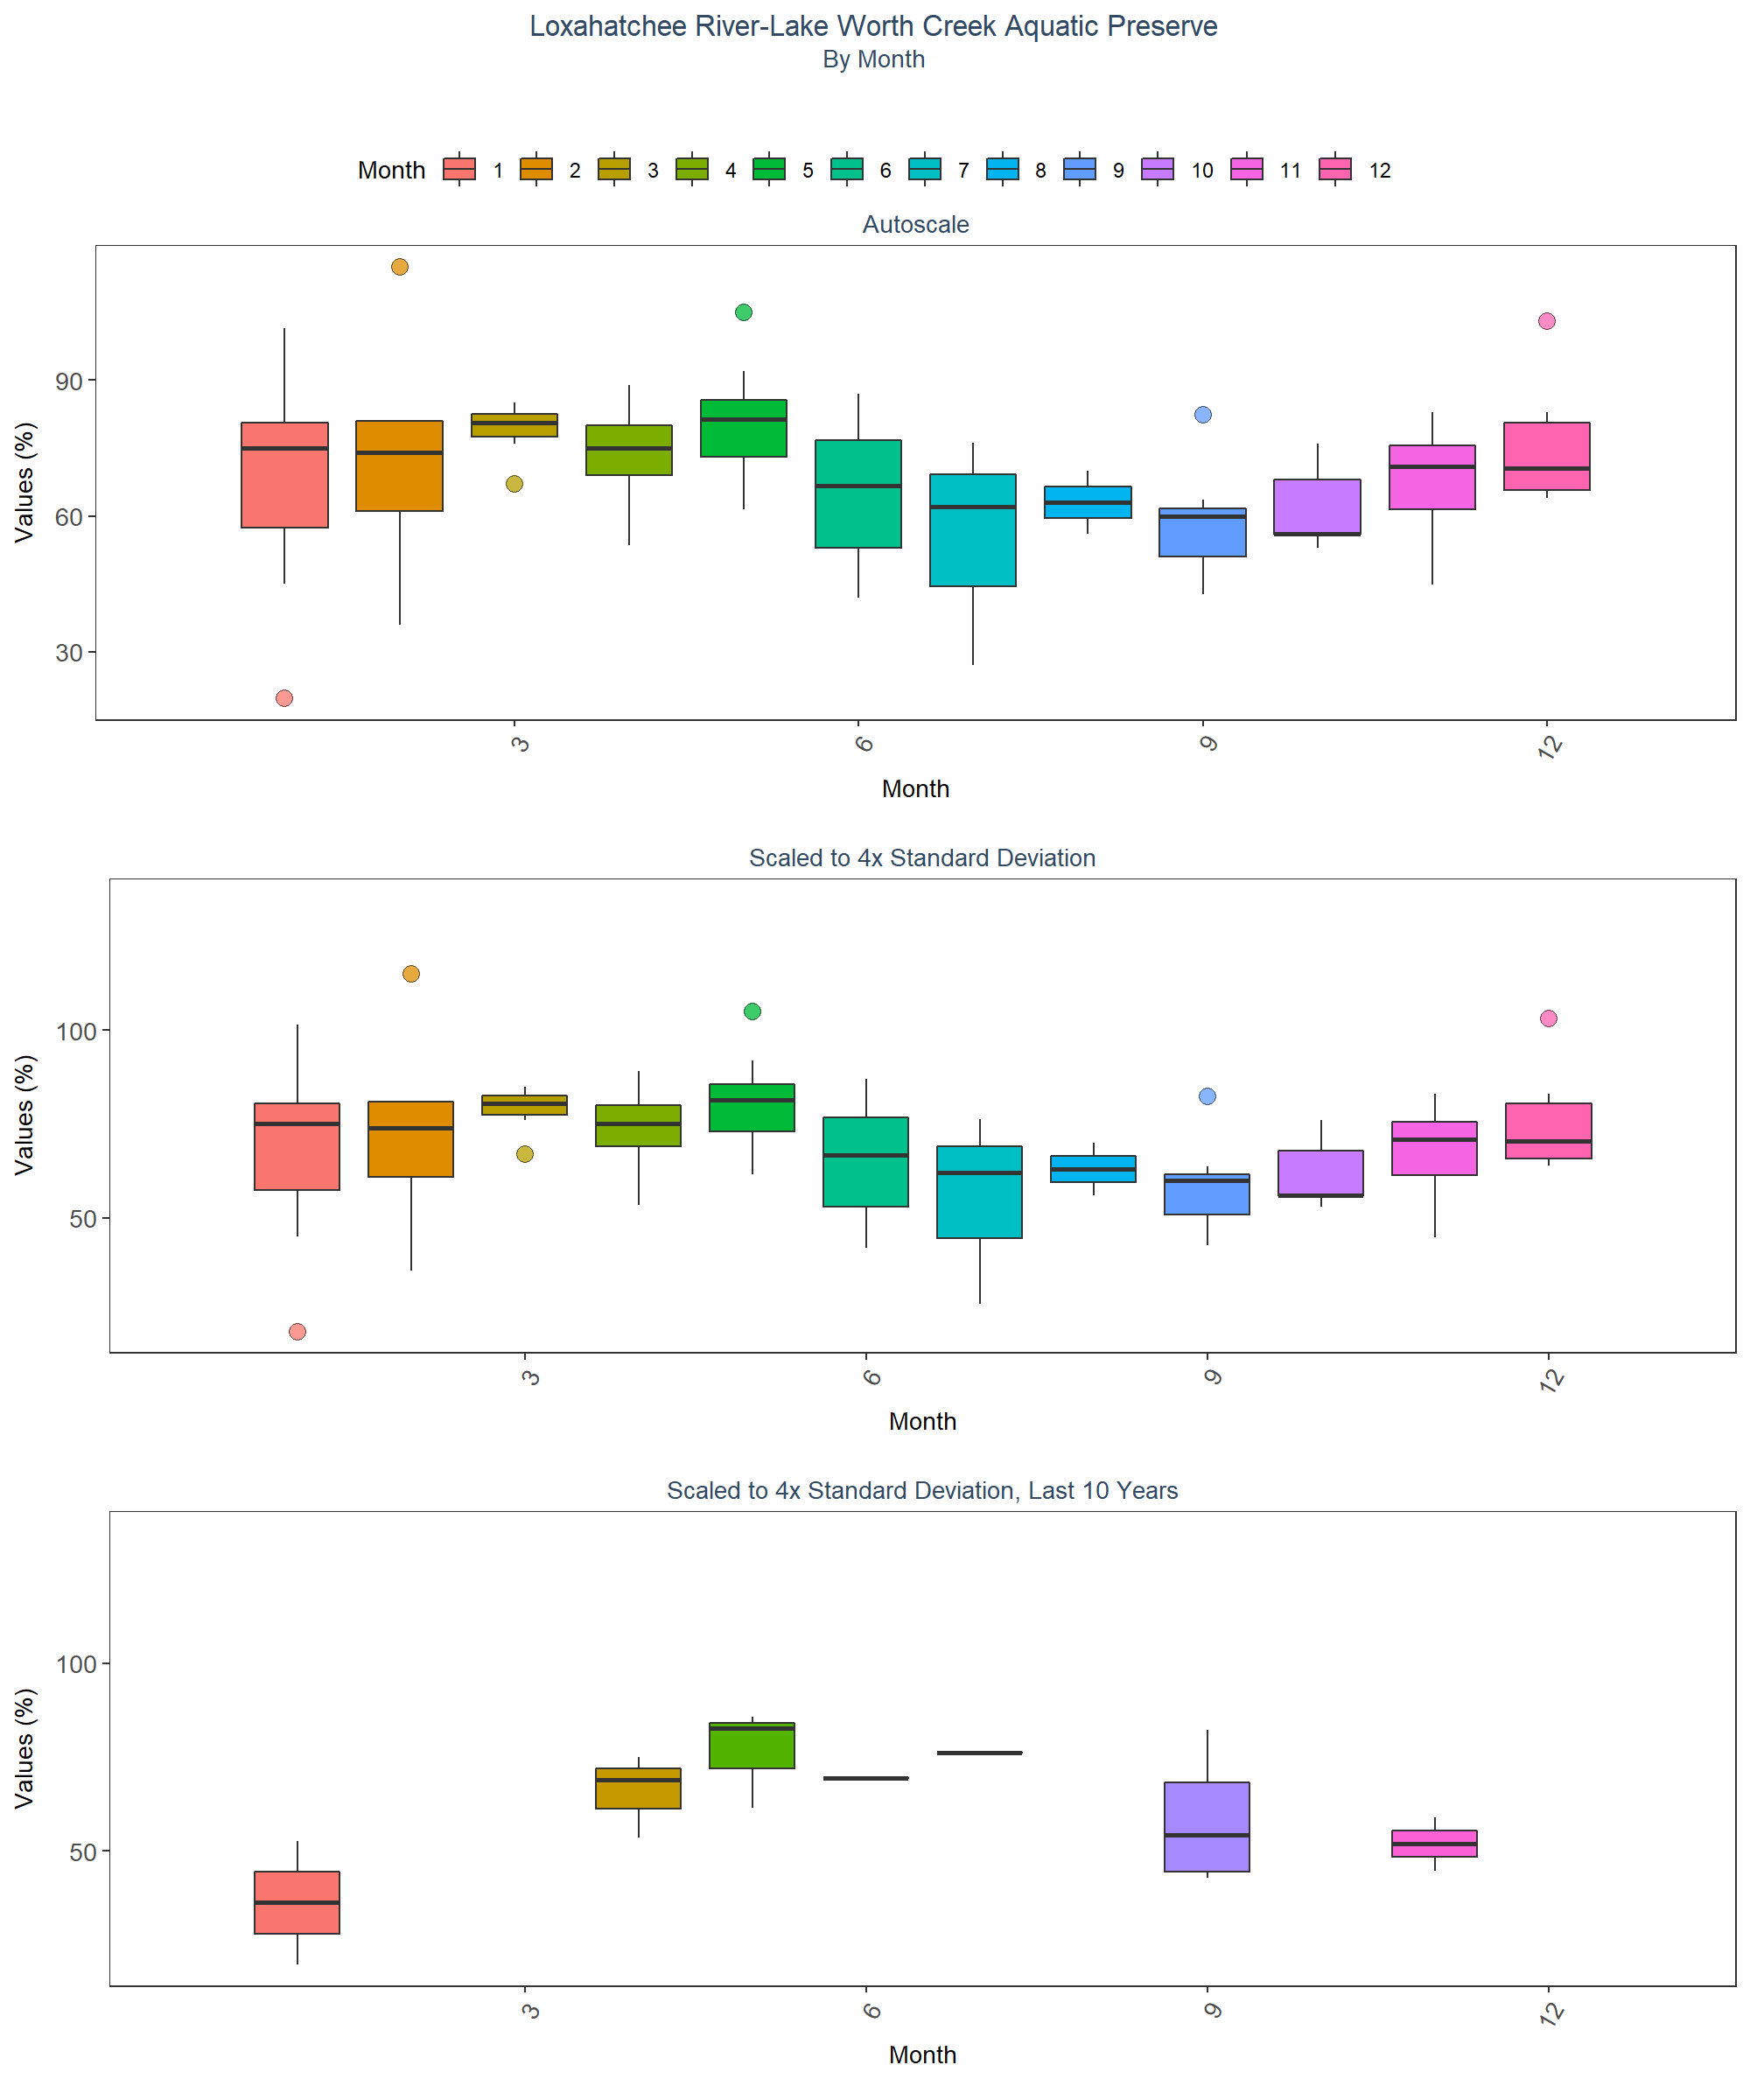 Loxahatchee River-Lake Worth Creek Aquatic Preserve
By Month
Month 1 2 3 4 5 6 7 8 9 10 11 12
Autoscale
Values (%)
90
60
30
3 6 9 12
Month
Scaled to 4x Standard Deviation
Values (%)
100
50
3 6 9 12
Month
Scaled to 4x Standard Deviation, Last 10 Years
Values (%)
100
50
3 6 9 12
Month